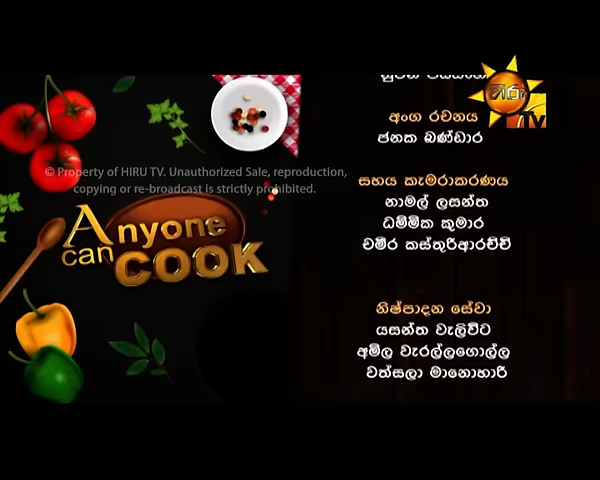 © Property of HIRU TV. Unauthorized Sale, reproduction,
copying or re-broadcast is strictly prohibited.
Anyone
can COOK
හිරු
TV
අංග රචනය
ජනක බණ්ඩාර
සහය කැමරාකරණය
නාමල් ලසන්ත
ධම්මික කුමාර
චමීර කස්තුරිආරච්චි
නිෂ්පාදන සේවා
යසන්ත වැලිවිට
අමිල වැරල්ලගොල්ල
වත්සලා මානොහාරි